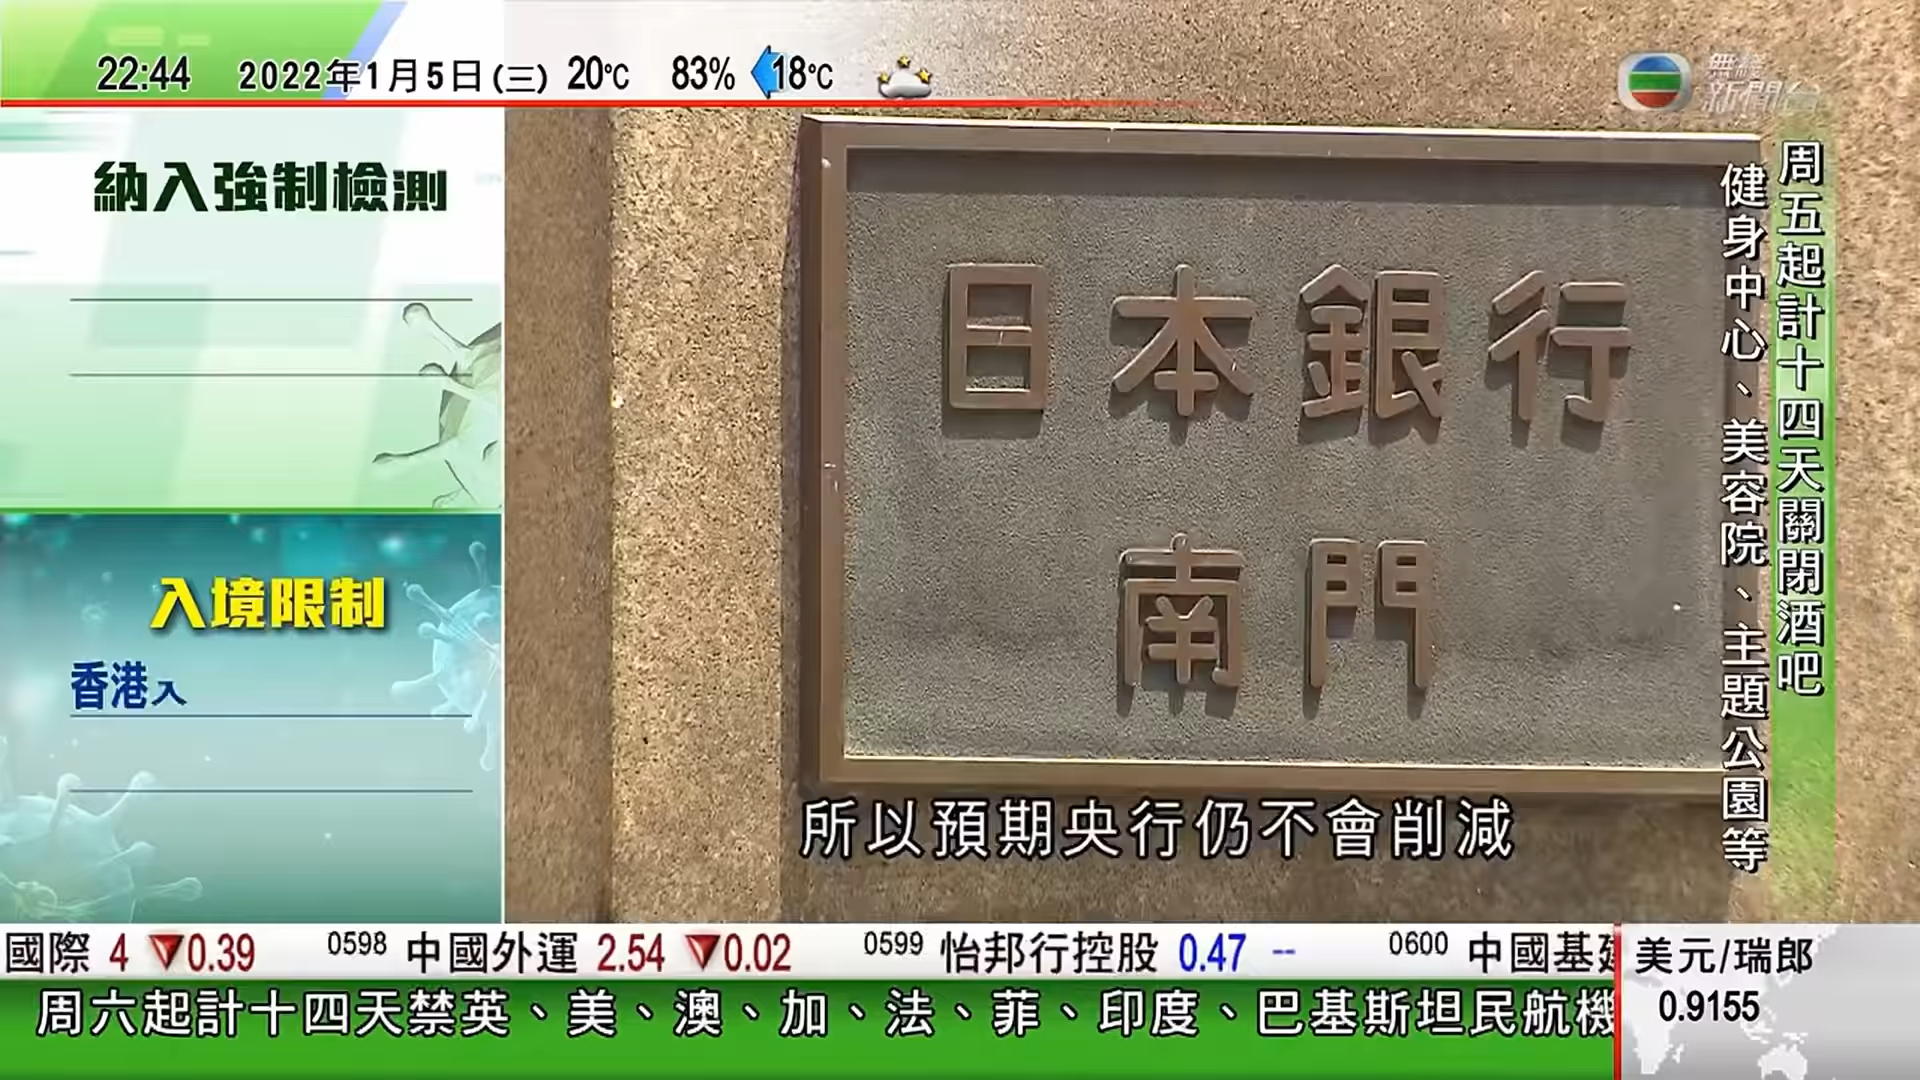 22:44 2022年1月5日(三) 20℃ 83% 18℃
無綫
新聞台
納入強制檢測
入境限制
香港入
日本銀行
南門
周五起計十四天關閉酒吧
健身中心、美容院、主題公園等
所以預期央行仍不會削減
國際 4 ▼0.39 0598 中國外運 2.54 ▼0.02 0599 怡邦行控股 0.47 -- 0600 中國基建
美元/瑞郎
0.9155
周六起計十四天禁英、美、澳、加、法、菲、印度、巴基斯坦民航機